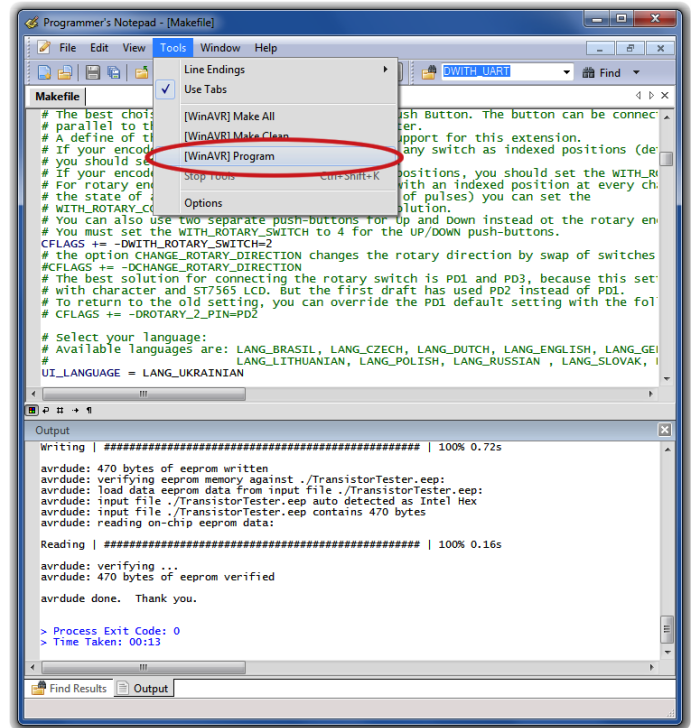 Programmer's Notepad - [Makefile]
File Edit View Tools Window Help
DWITH_UART Find
Line Endings
Use Tabs
[WinAVR] Make All
[WinAVR] Make Clean
[WinAVR] Program
Stop Tools Ctrl+Shift+K
Options
Makefile
# The best chois ush Button. The button can be connec
# parallel to th er.
# A define of th pport for this extension.
# If your encode any switch as indexed positions (de
# you should se
# If your encode positions, you should set the WITH_R
# For rotary en with an indexed position at every ch
# the state of a of pulses) you can set the
# WITH_ROTARY_CO olution.
# You can also use two separate push-buttons for Up and Down instead ot the rotary en
# You must set the WITH_ROTARY_SWITCH to 4 for the UP/DOWN push-buttons.
CFLAGS += -DWITH_ROTARY_SWITCH=2
# the option CHANGE_ROTARY_DIRECTION changes the rotary direction by swap of switches
#CFLAGS += -DCHANGE_ROTARY_DIRECTION
# The best solution for connecting the rotary switch is PD1 and PD3, because this set
# with character and ST7565 LCD. But the first draft has used PD2 instead of PD1.
# To return to the old setting, you can override the PD1 default setting with the fol
# CFLAGS += -DROTARY_2_PIN=PD2
# Select your language:
# Available languages are: LANG_BRASIL, LANG_CZECH, LANG_DUTCH, LANG_ENGLISH, LANG_GE
# LANG_LITHUANIAN, LANG_POLISH, LANG_RUSSIAN , LANG_SLOVAK,
UI_LANGUAGE = LANG_UKRAINIAN
Output
Writing | ################################################## | 100% 0.72s
avrdude: 470 bytes of eeprom written
avrdude: verifying eeprom memory against ./TransistorTester.eep:
avrdude: load data eeprom data from input file ./TransistorTester.eep:
avrdude: input file ./TransistorTester.eep auto detected as Intel Hex
avrdude: input file ./TransistorTester.eep contains 470 bytes
avrdude: reading on-chip eeprom data:
Reading | ################################################## | 100% 0.16s
avrdude: verifying ...
avrdude: 470 bytes of eeprom verified
avrdude done.  Thank you.
> Process Exit Code: 0
> Time Taken: 00:13
Find Results Output